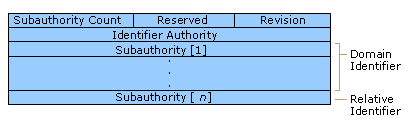 Subauthority Count Reserved Revision
Identifier Authority
Subauthority [1]
.
.
.
Subauthority [ n]
Domain
Identifier
Relative
Identifier